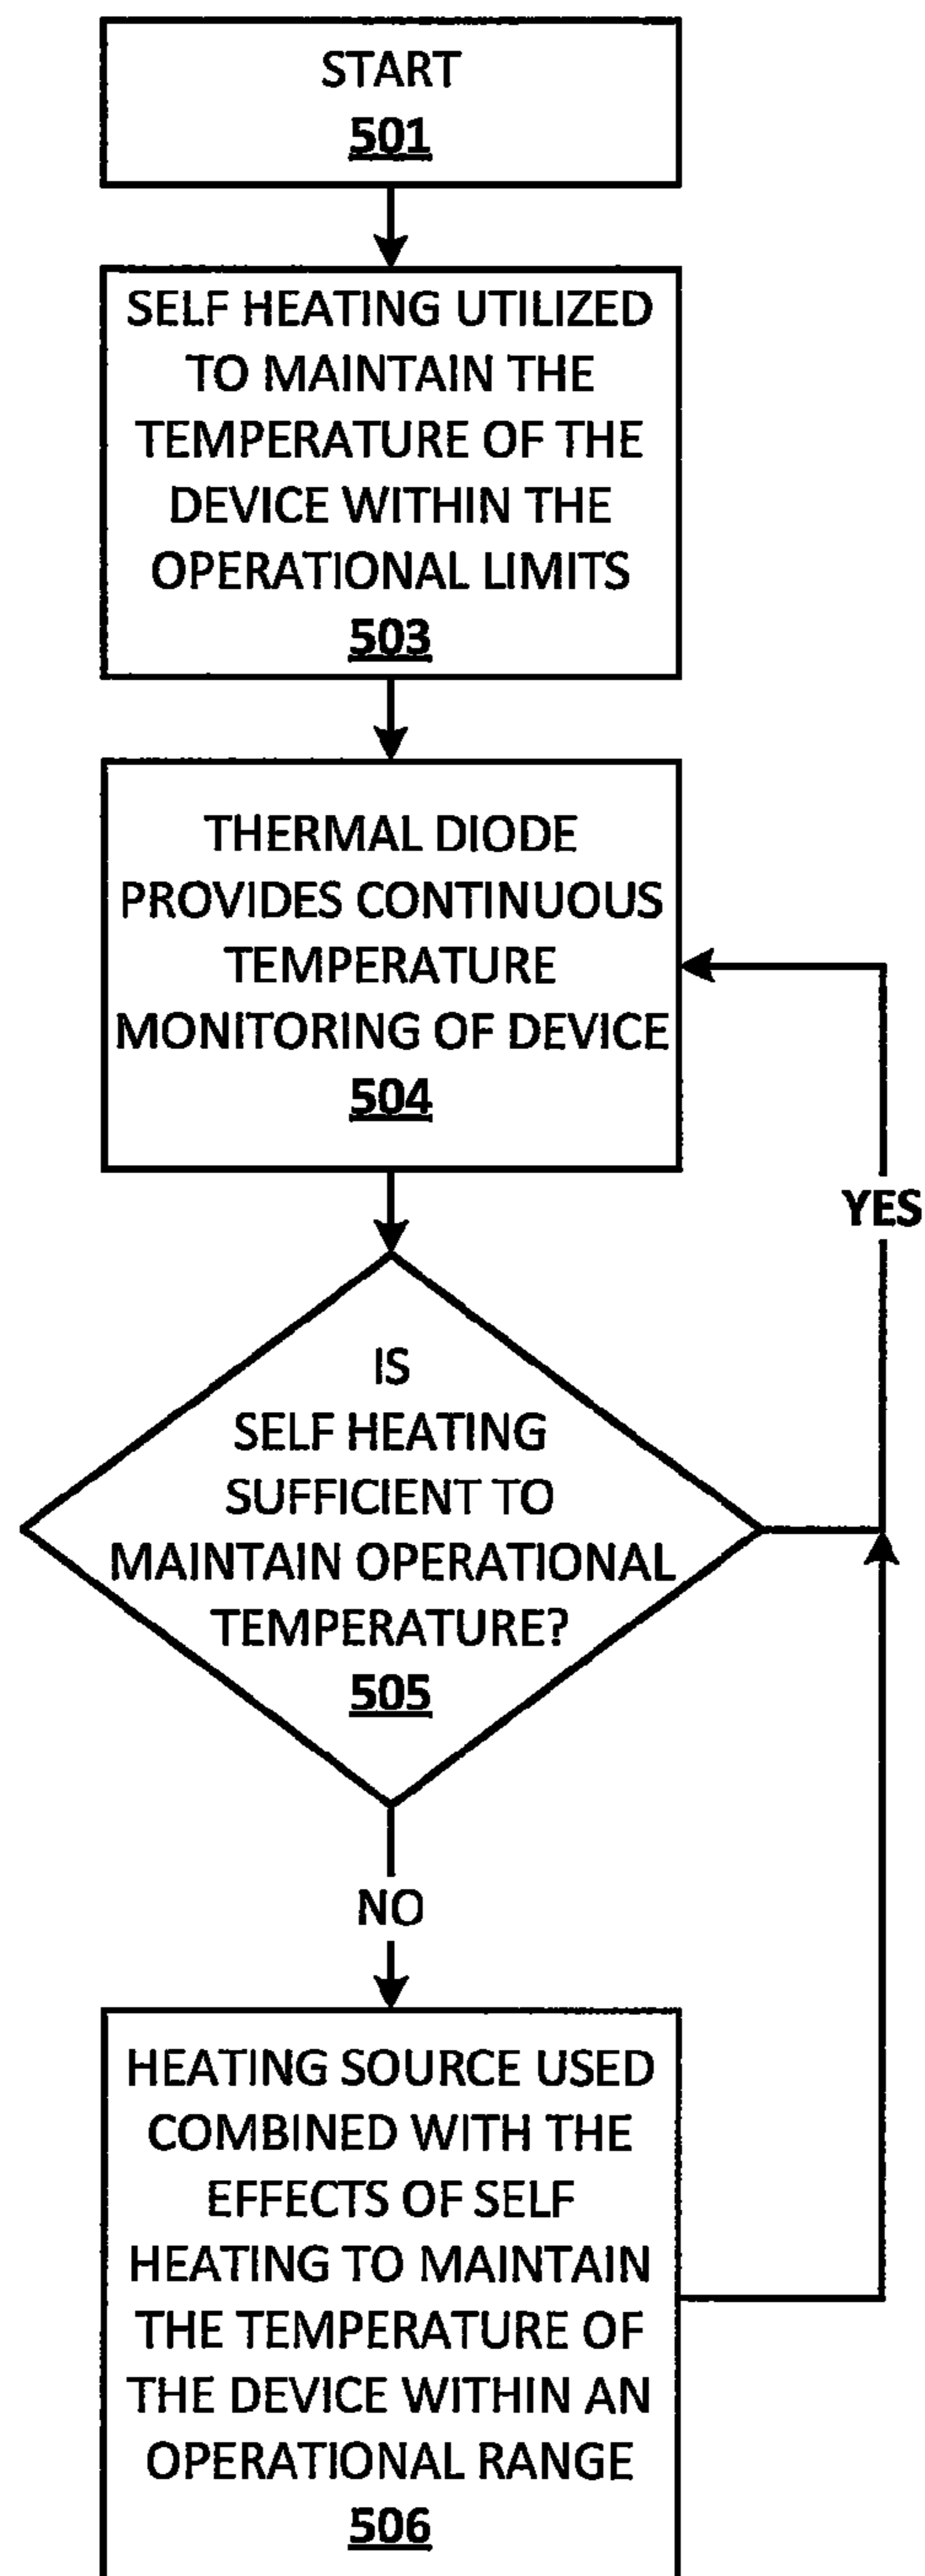 START
501
SELF HEATING UTILIZED
TO MAINTAIN THE
TEMPERATURE OF THE
DEVICE WITHIN THE
OPERATIONAL LIMITS
503
THERMAL DIODE
PROVIDES CONTINUOUS
TEMPERATURE
MONITORING OF DEVICE
504
YES
IS
SELF HEATING
SUFFICIENT TO
MAINTAIN OPERATIONAL
TEMPERATURE?
505
NO
HEATING SOURCE USED
COMBINED WITH THE
EFFECTS OF SELF
HEATING TO MAINTAIN
THE TEMPERATURE OF
THE DEVICE WITHIN AN
OPERATIONAL RANGE
506